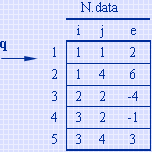 N.data
i j e
q
1 1 1 2
2 1 4 6
3 2 2 -4
4 3 2 -1
5 3 4 3